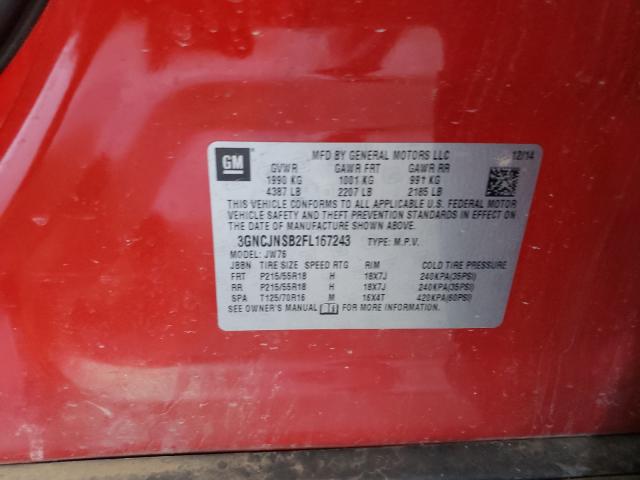 GM
MFD BY GENERAL MOTORS LLC 12/14
GVWR GAWR FRT GAWR RR
1990 KG 1001 KG 991 KG
4387 LB 2207 LB 2185 LB
THIS VEHICLE CONFORMS TO ALL APPLICABLE U.S. FEDERAL MOTOR
VEHICLE SAFETY AND THEFT PREVENTION STANDARDS IN EFFECT ON
THE DATE OF MANUFACTURE SHOWN ABOVE.
3GNCJNSB2FL167243 TYPE: M.P.V.
MODEL: JW76
JBBN TIRE SIZE SPEED RTG RIM COLD TIRE PRESSURE
FRT P215/55R18 H 18X7J 240KPA(35PSI)
RR P215/55R18 H 18X7J 240KPA(35PSI)
SPA T125/70R16 M 16X4T 420KPA(60PSI)
SEE OWNER'S MANUAL FOR MORE INFORMATION.